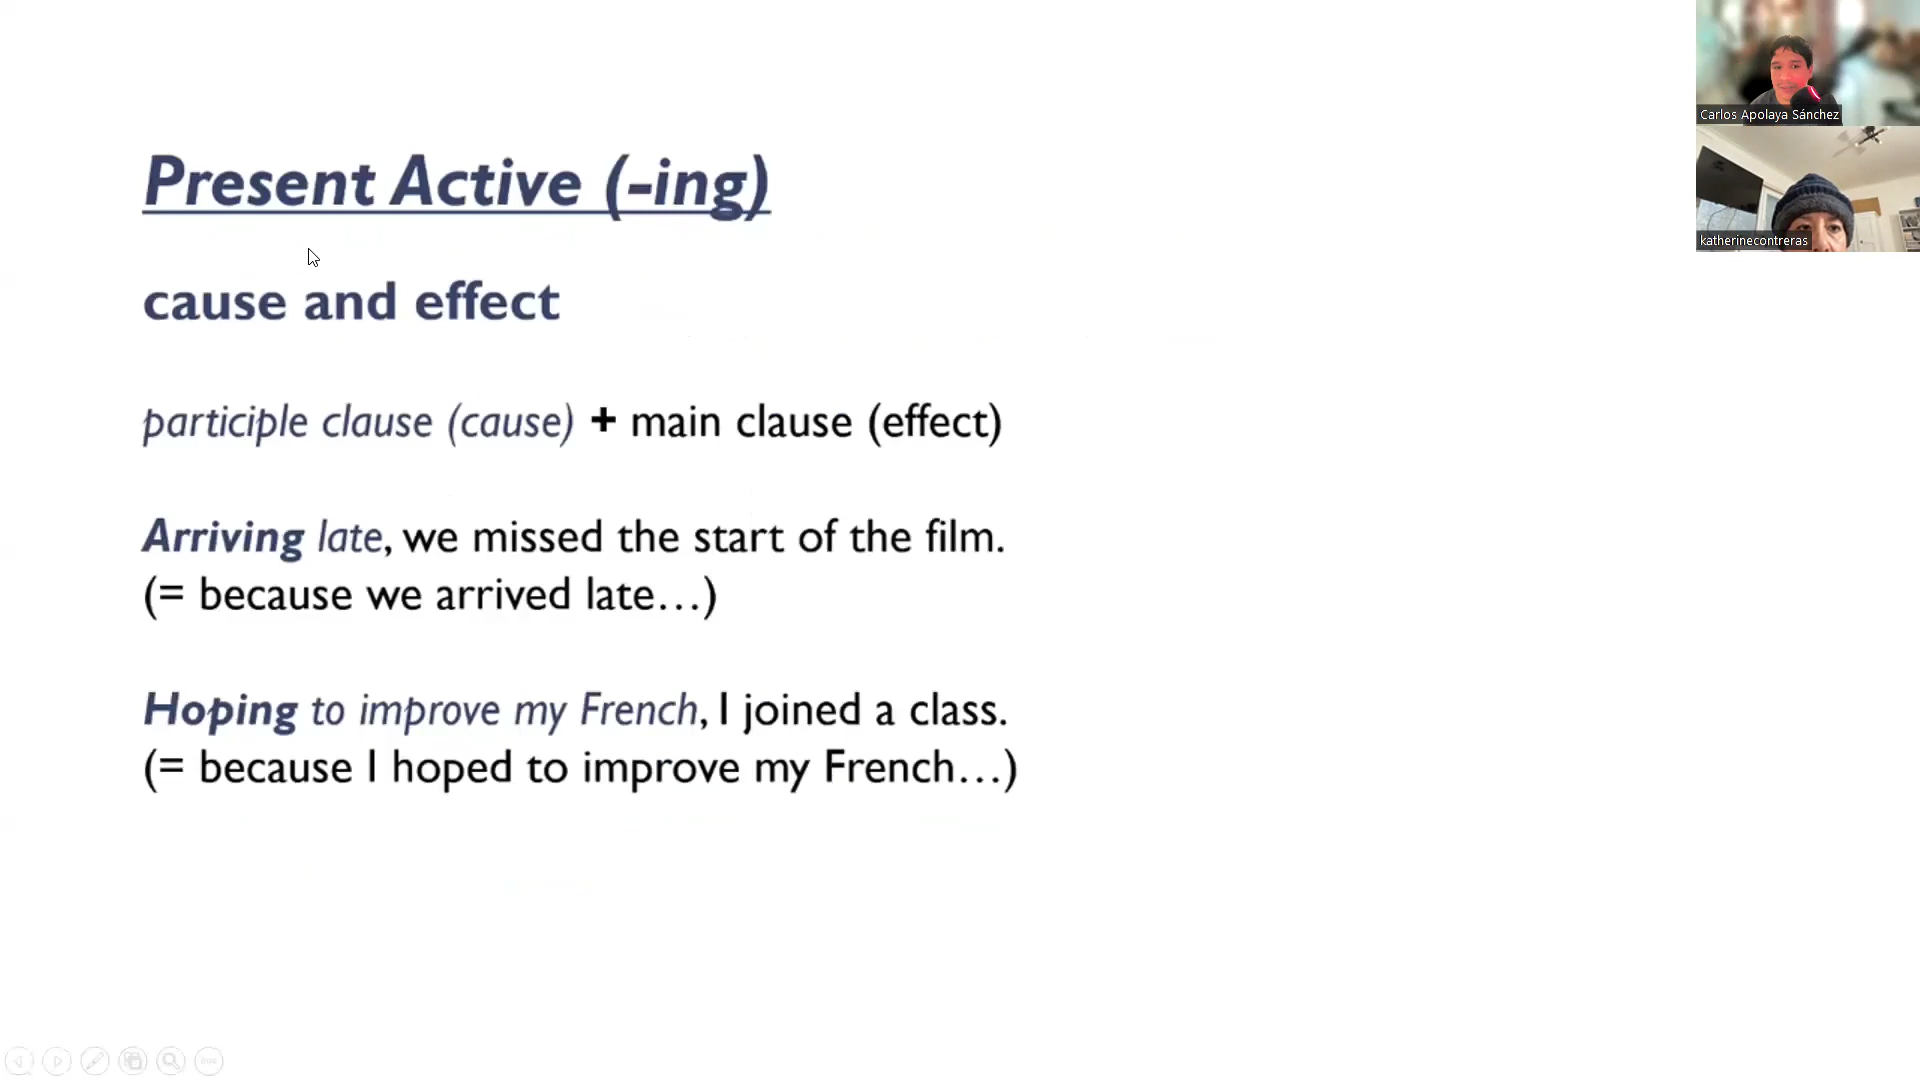 Present Active (-ing)
cause and effect
participle clause (cause) + main clause (effect)
Arriving late, we missed the start of the film.
(= because we arrived late…)
Hoping to improve my French, I joined a class.
(= because I hoped to improve my French…)
Carlos Apolaya Sánchez
katherinecontreras